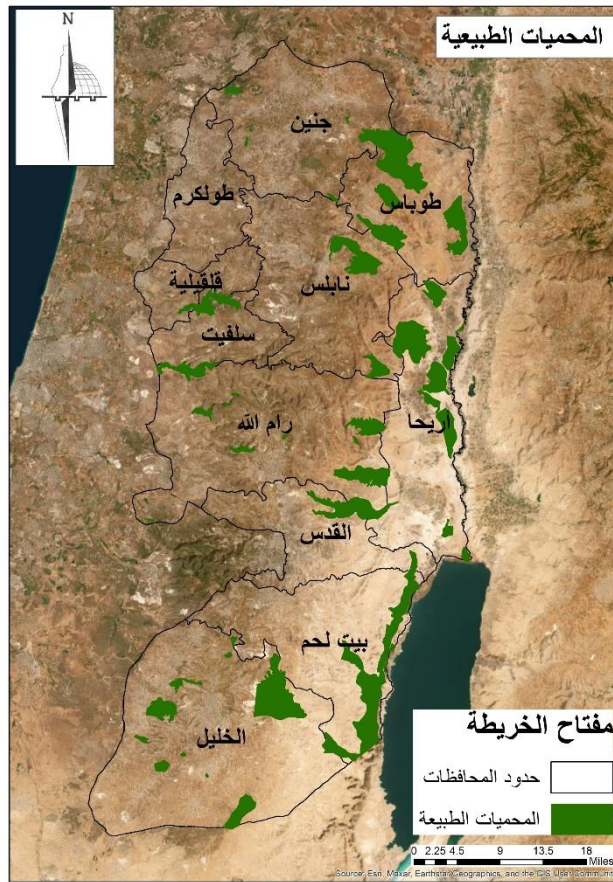 المحميات الطبيعية
N
جنين
طولكرم
طوباس
قلقيلية
نابلس
سلفيت
رام الله
اريحا
القدس
بيت لحم
الخليل
مفتاح الخريطة
حدود المحافظات
المحميات الطبيعة
0 2.25 4.5 9 13.5 18
Miles
Source: Esri, Maxar, Earthstar Geographics, and the GIS User Communi